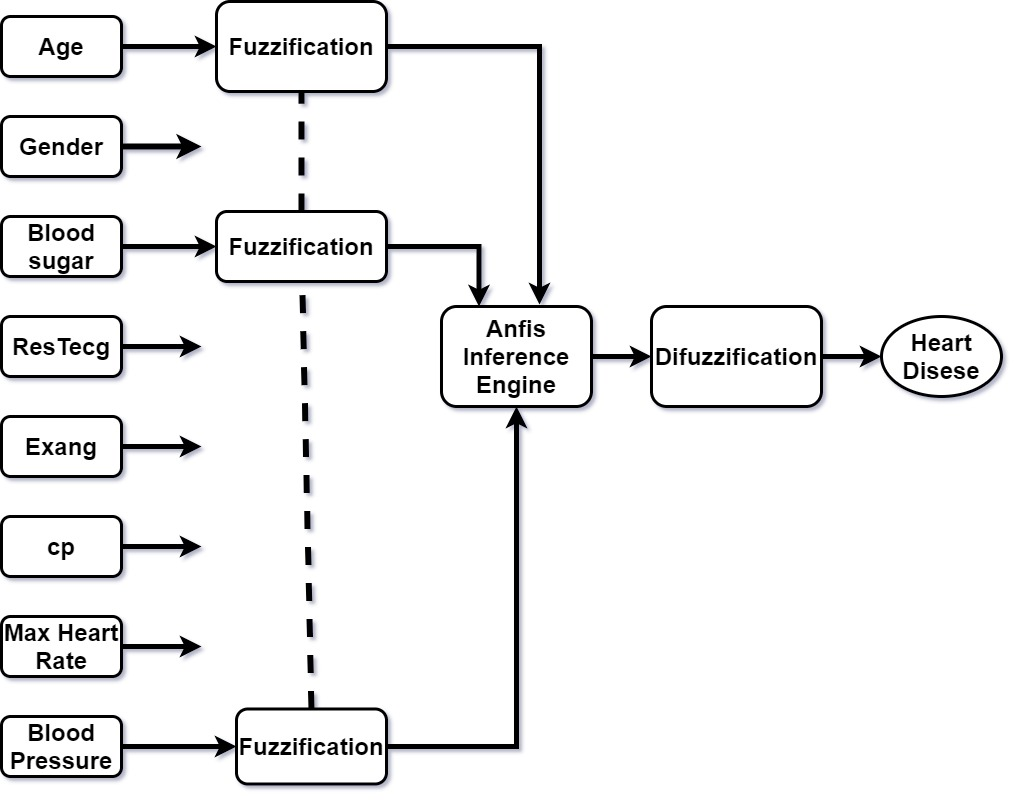 Age
Fuzzification
Gender
Blood
sugar
Fuzzification
ResTecg
Anfis
Inference
Engine
Difuzzification
Heart
Disese
Exang
cp
Max Heart
Rate
Blood
Pressure
Fuzzification